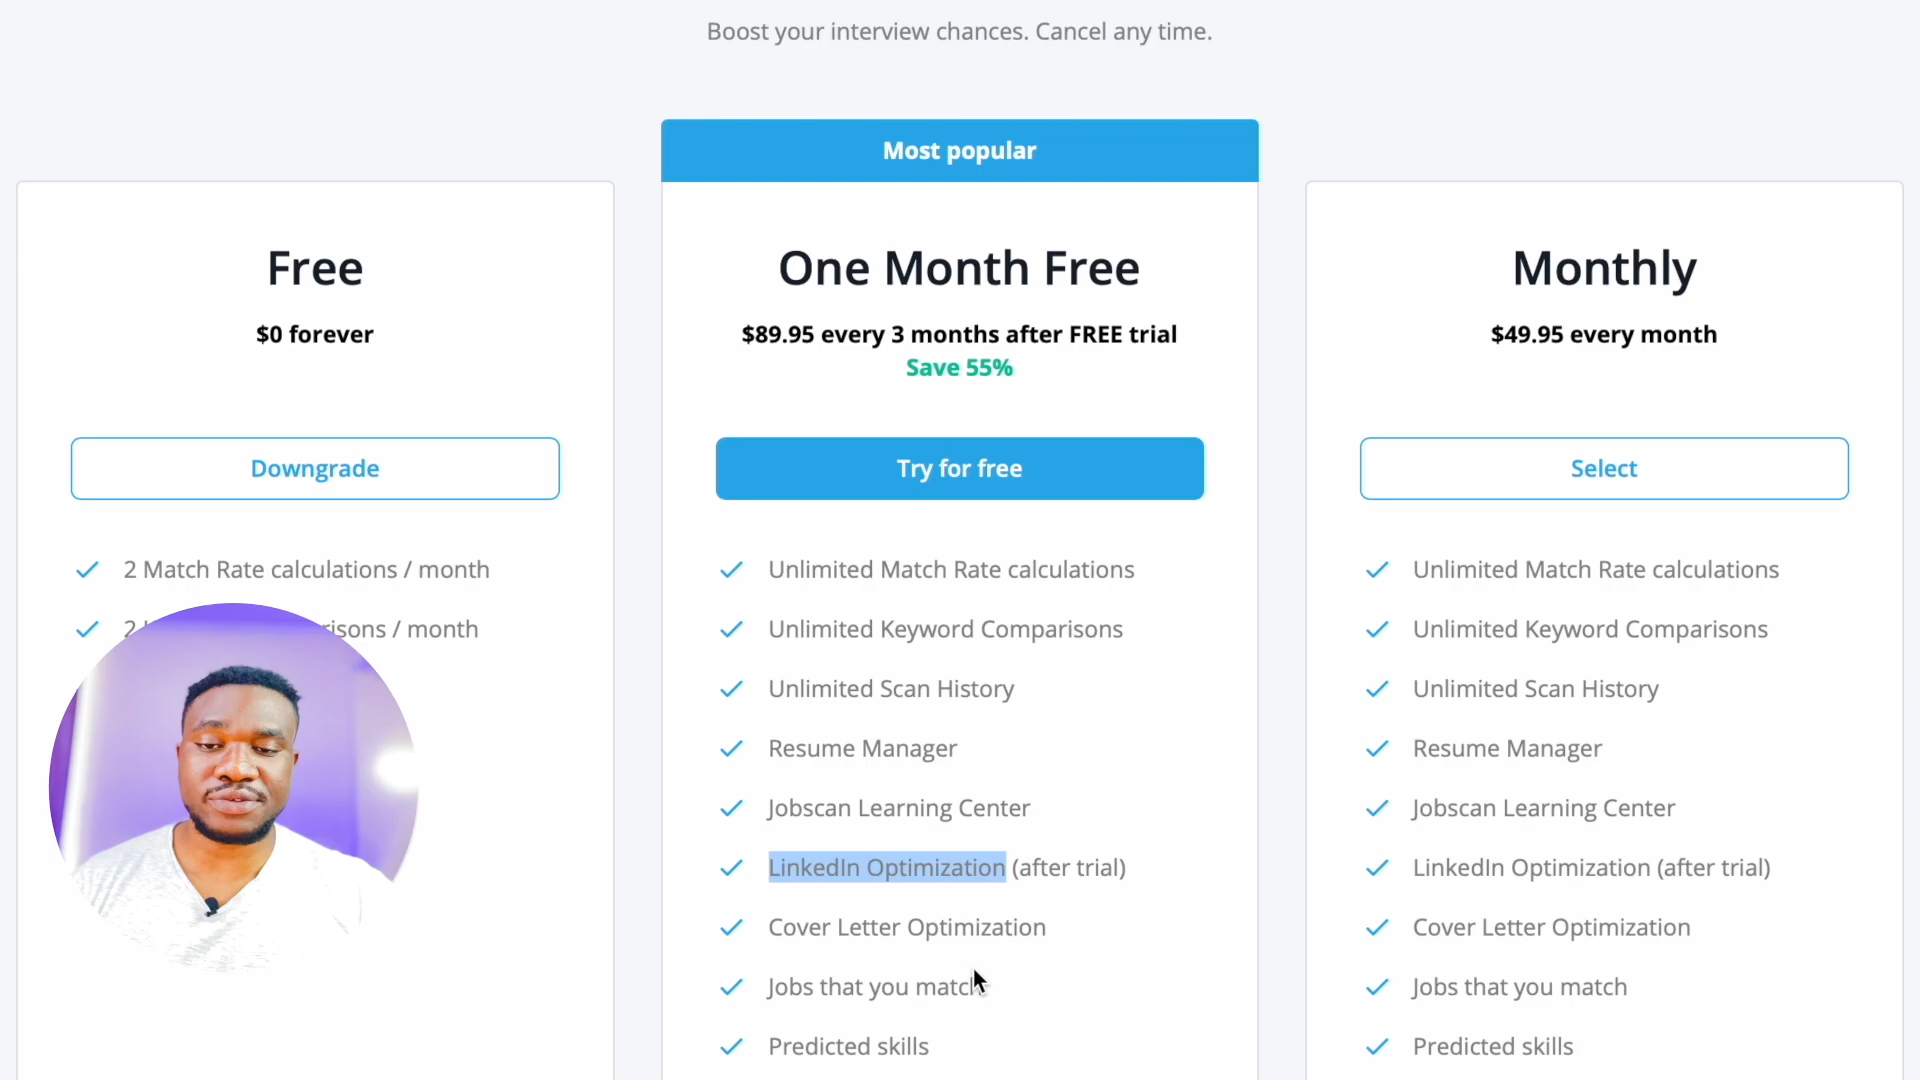 Boost your interview chances. Cancel any time.
Most popular
Free
$0 forever
Downgrade
2 Match Rate calculations / month
2 risons / month
One Month Free
$89.95 every 3 months after FREE trial
Save 55%
Try for free
Unlimited Match Rate calculations
Unlimited Keyword Comparisons
Unlimited Scan History
Resume Manager
Jobscan Learning Center
LinkedIn Optimization (after trial)
Cover Letter Optimization
Jobs that you match
Predicted skills
Monthly
$49.95 every month
Select
Unlimited Match Rate calculations
Unlimited Keyword Comparisons
Unlimited Scan History
Resume Manager
Jobscan Learning Center
LinkedIn Optimization (after trial)
Cover Letter Optimization
Jobs that you match
Predicted skills